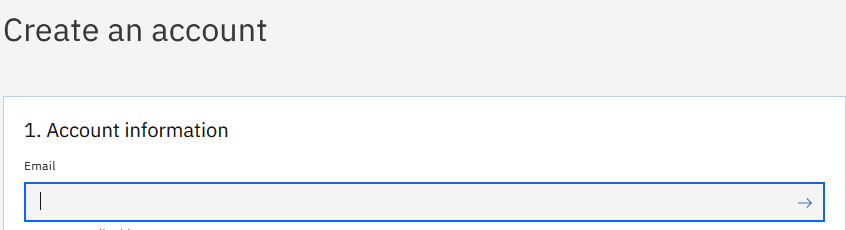 Create an account
1. Account information
Email